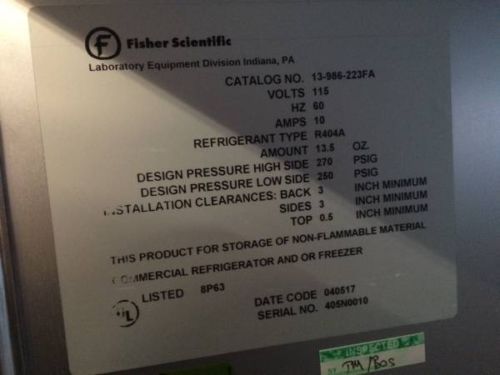 Fisher Scientific
Laboratory Equipment Division Indiana, PA
CATALOG NO. 13-986-223FA
VOLTS 115
HZ 60
AMPS 10
REFRIGERANT TYPE R404A
AMOUNT 13.5 OZ.
DESIGN PRESSURE HIGH SIDE 270 PSIG
DESIGN PRESSURE LOW SIDE 250 PSIG
INSTALLATION CLEARANCES: BACK 3 INCH MINIMUM
SIDES 3 INCH MINIMUM
TOP 0.5 INCH MINIMUM
THIS PRODUCT FOR STORAGE OF NON-FLAMMABLE MATERIAL
COMMERCIAL REFRIGERATOR AND OR FREEZER
UL LISTED 8P63
DATE CODE 040517
SERIAL NO. 405N0010
INSPECTED
BY TM/BOS